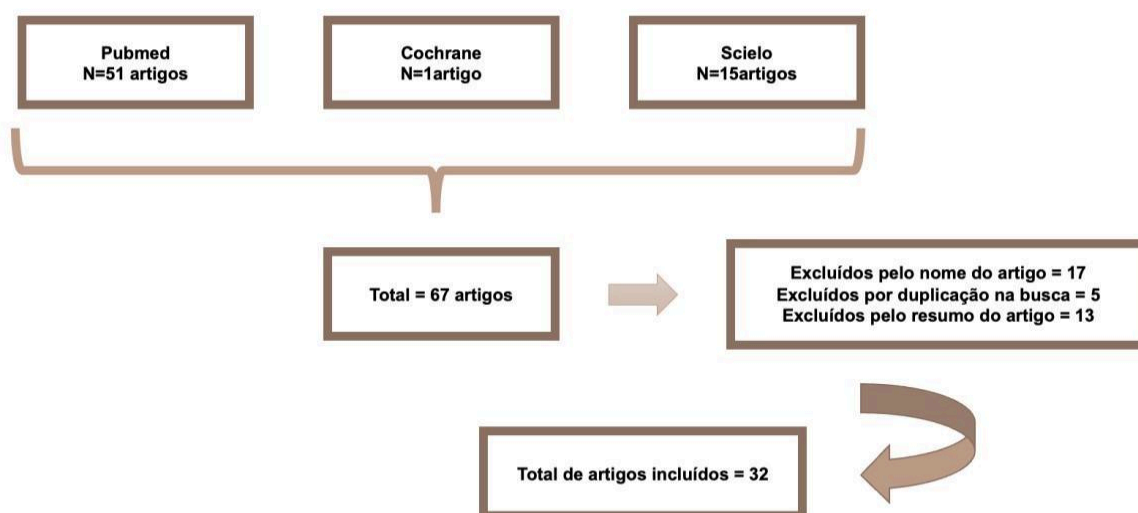 Pubmed
N=51 artigos
Cochrane
N=1artigo
Scielo
N=15artigos
Total = 67 artigos
Excluídos pelo nome do artigo = 17
Excluídos por duplicação na busca = 5
Excluídos pelo resumo do artigo = 13
Total de artigos incluídos = 32